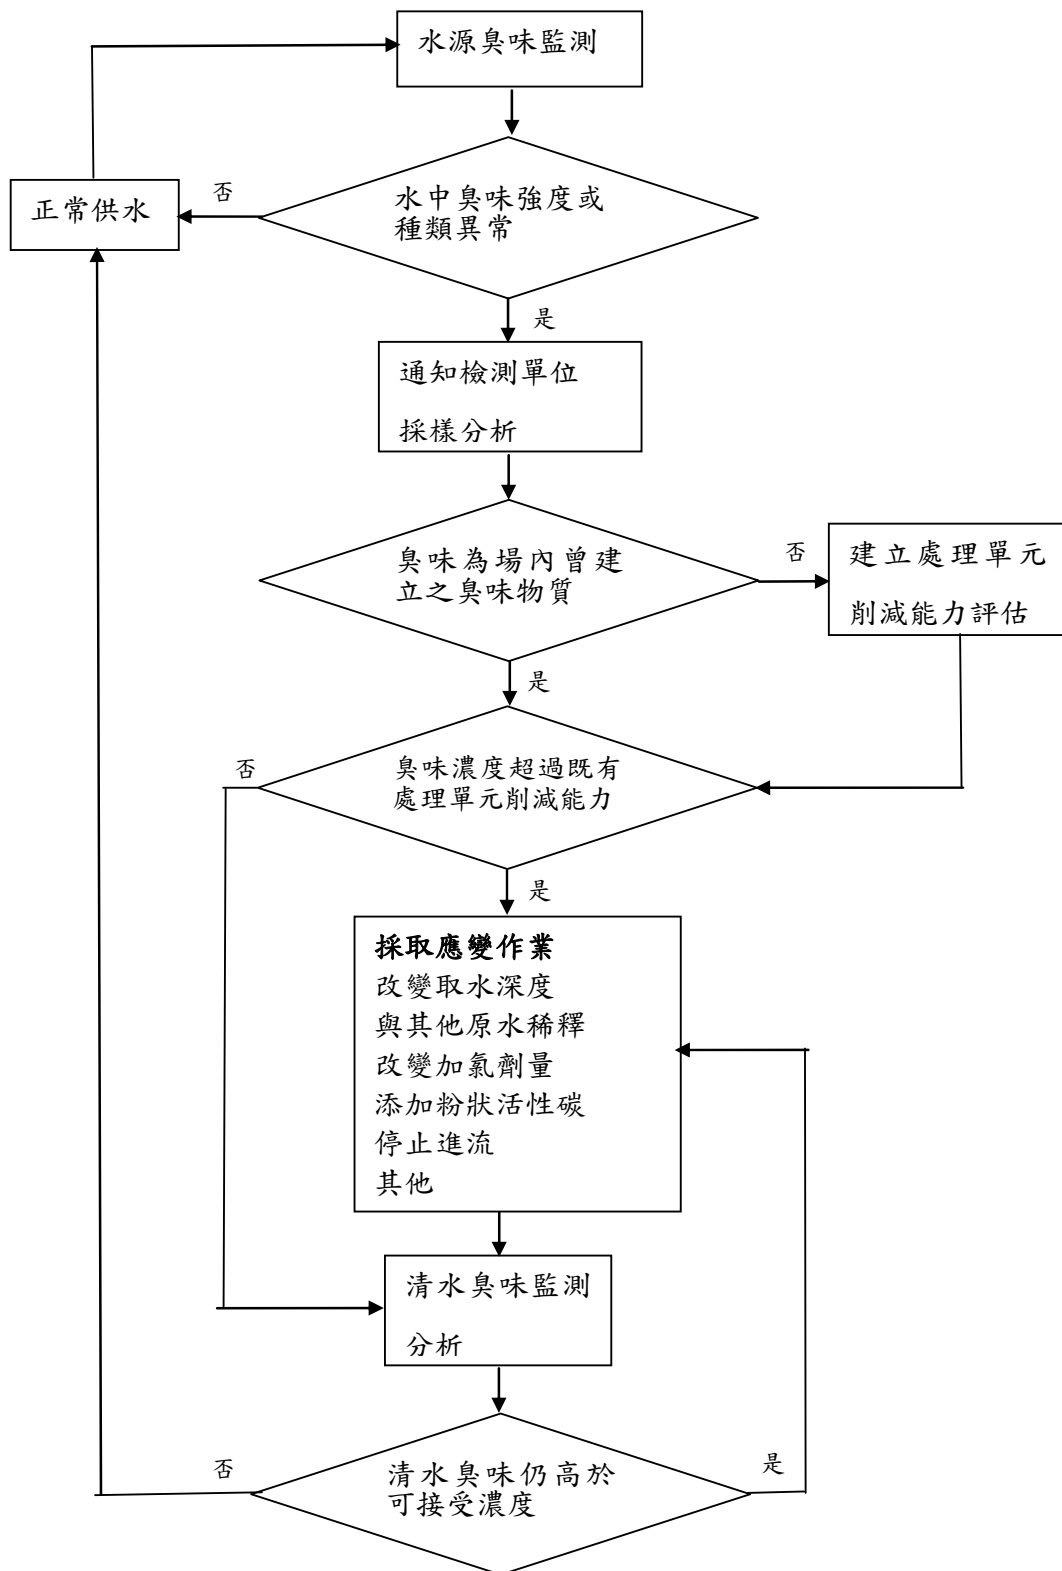 水源臭味監測
否
正常供水
水中臭味強度或
種類異常
是
通知檢測單位
採樣分析
臭味為場內曾建
立之臭味物質
否
建立處理單元
削減能力評估
是
否
臭味濃度超過既有
處理單元削減能力
是
採取應變作業
改變取水深度
與其他原水稀釋
改變加氯劑量
添加粉狀活性碳
停止進流
其他
清水臭味監測
分析
否
清水臭味仍高於
可接受濃度
是